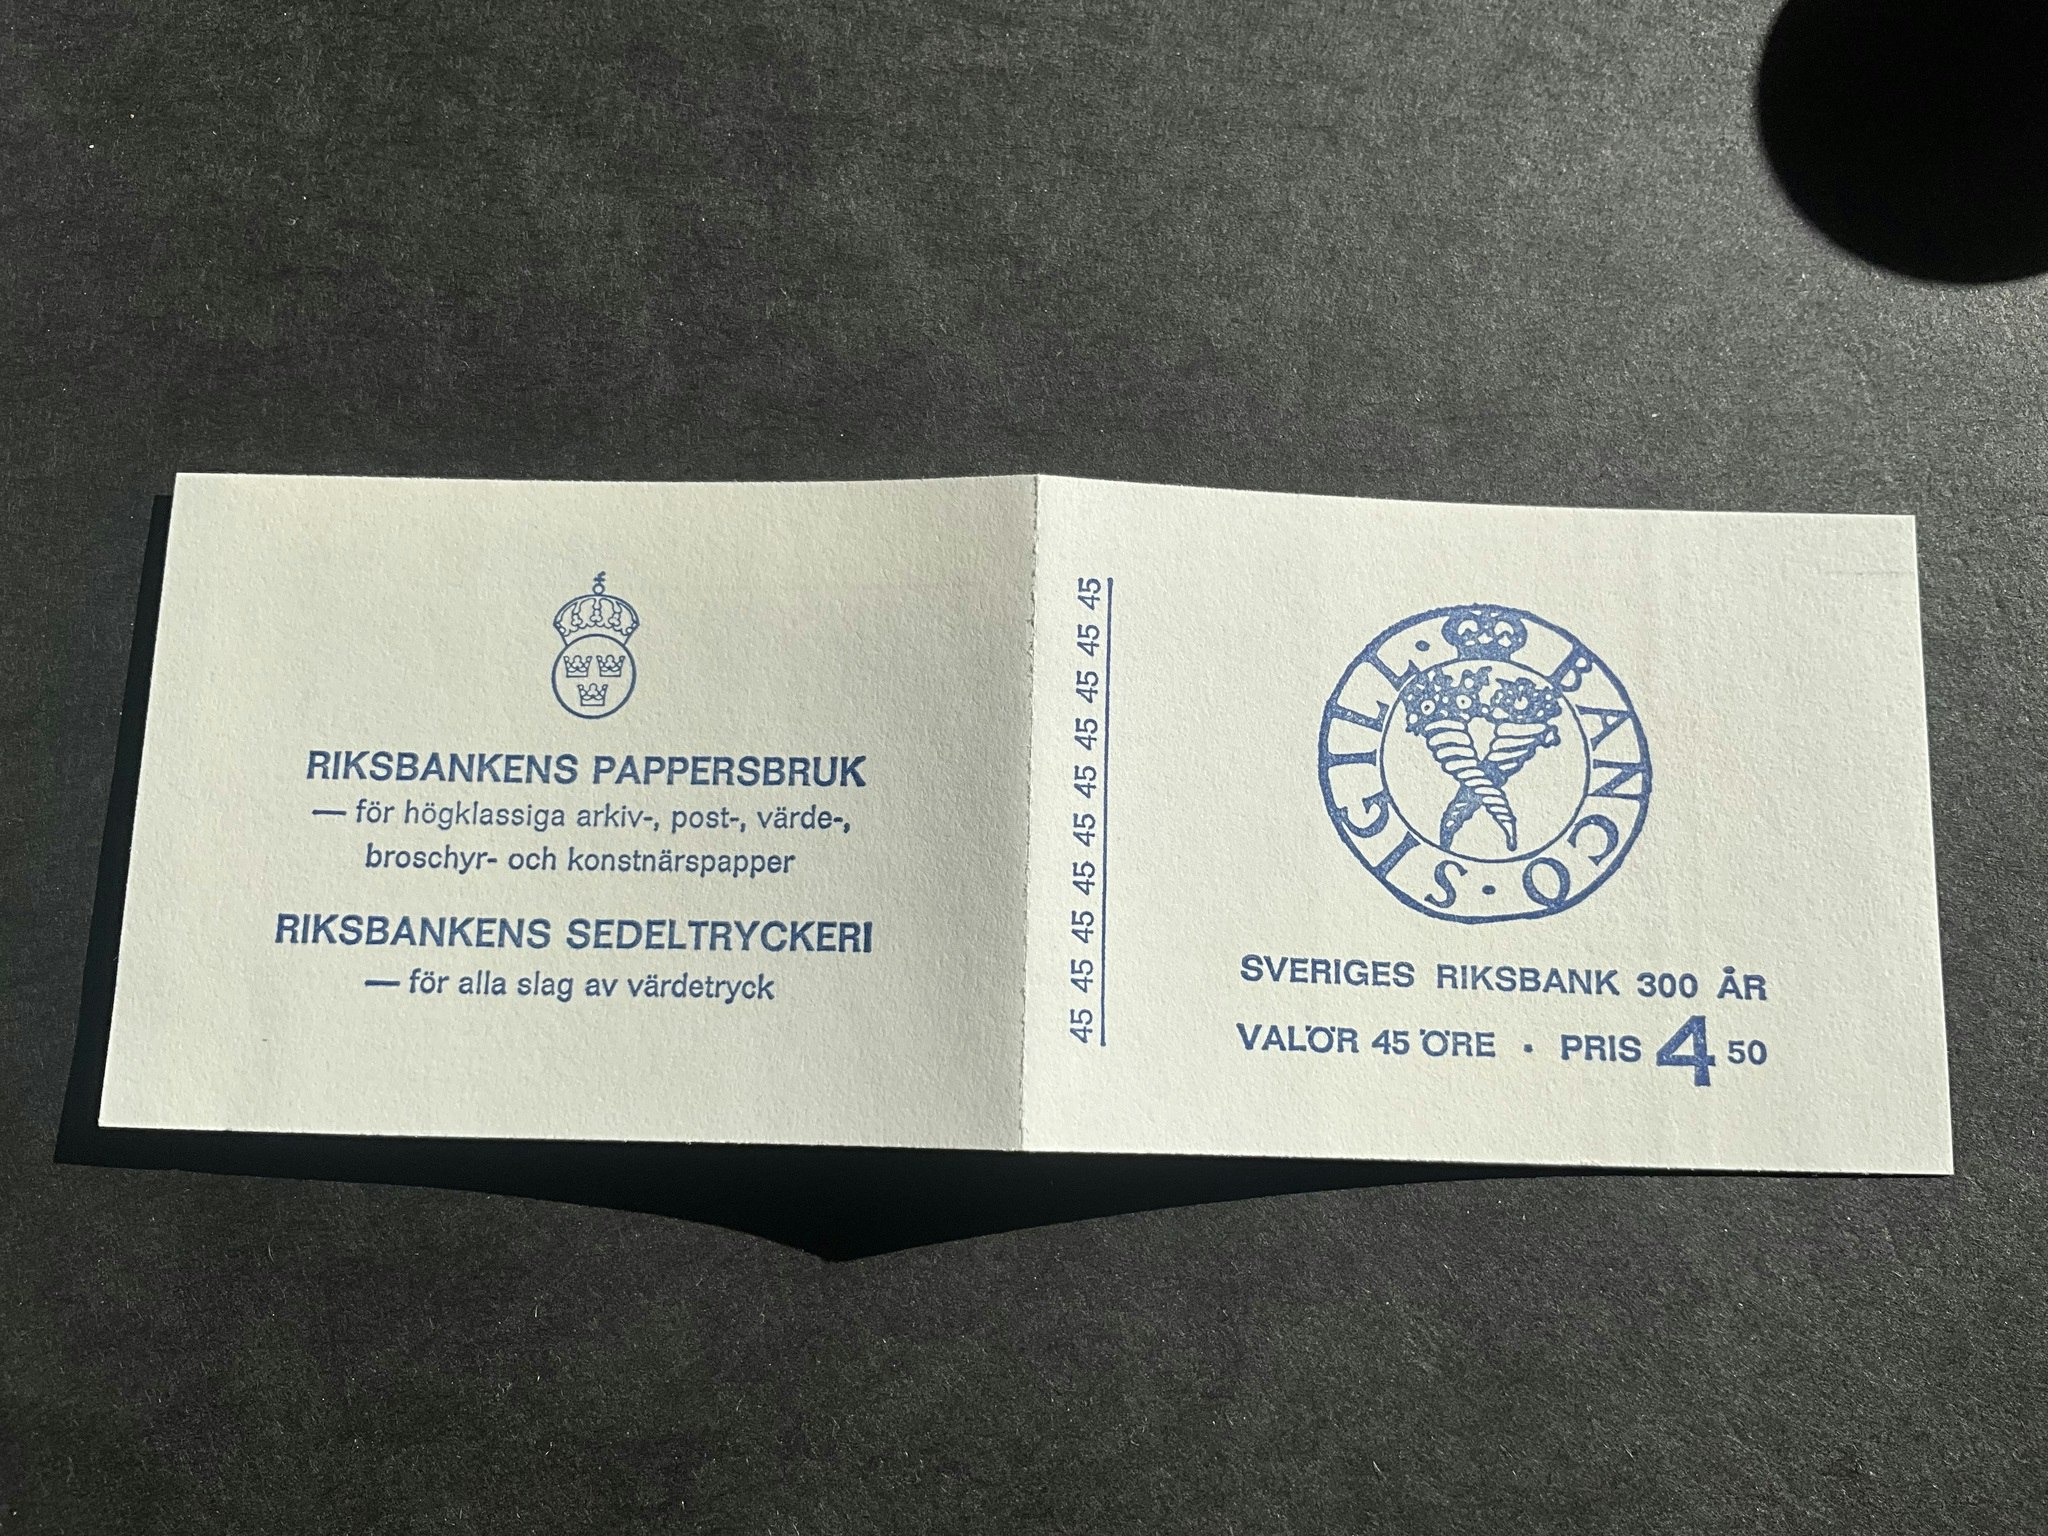 RIKSBANKENS PAPPERSBRUK
— för högklassiga arkiv-, post-, värde-,
broschyr- och konstnärspapper
RIKSBANKENS SEDELTRYCKERI
— för alla slag av värdetryck
45 45 45 45 45 45 45 45 45 45
SIGILL. BANCO.
SVERIGES RIKSBANK 300 ÅR
VALÖR 45 ÖRE · PRIS 4 50